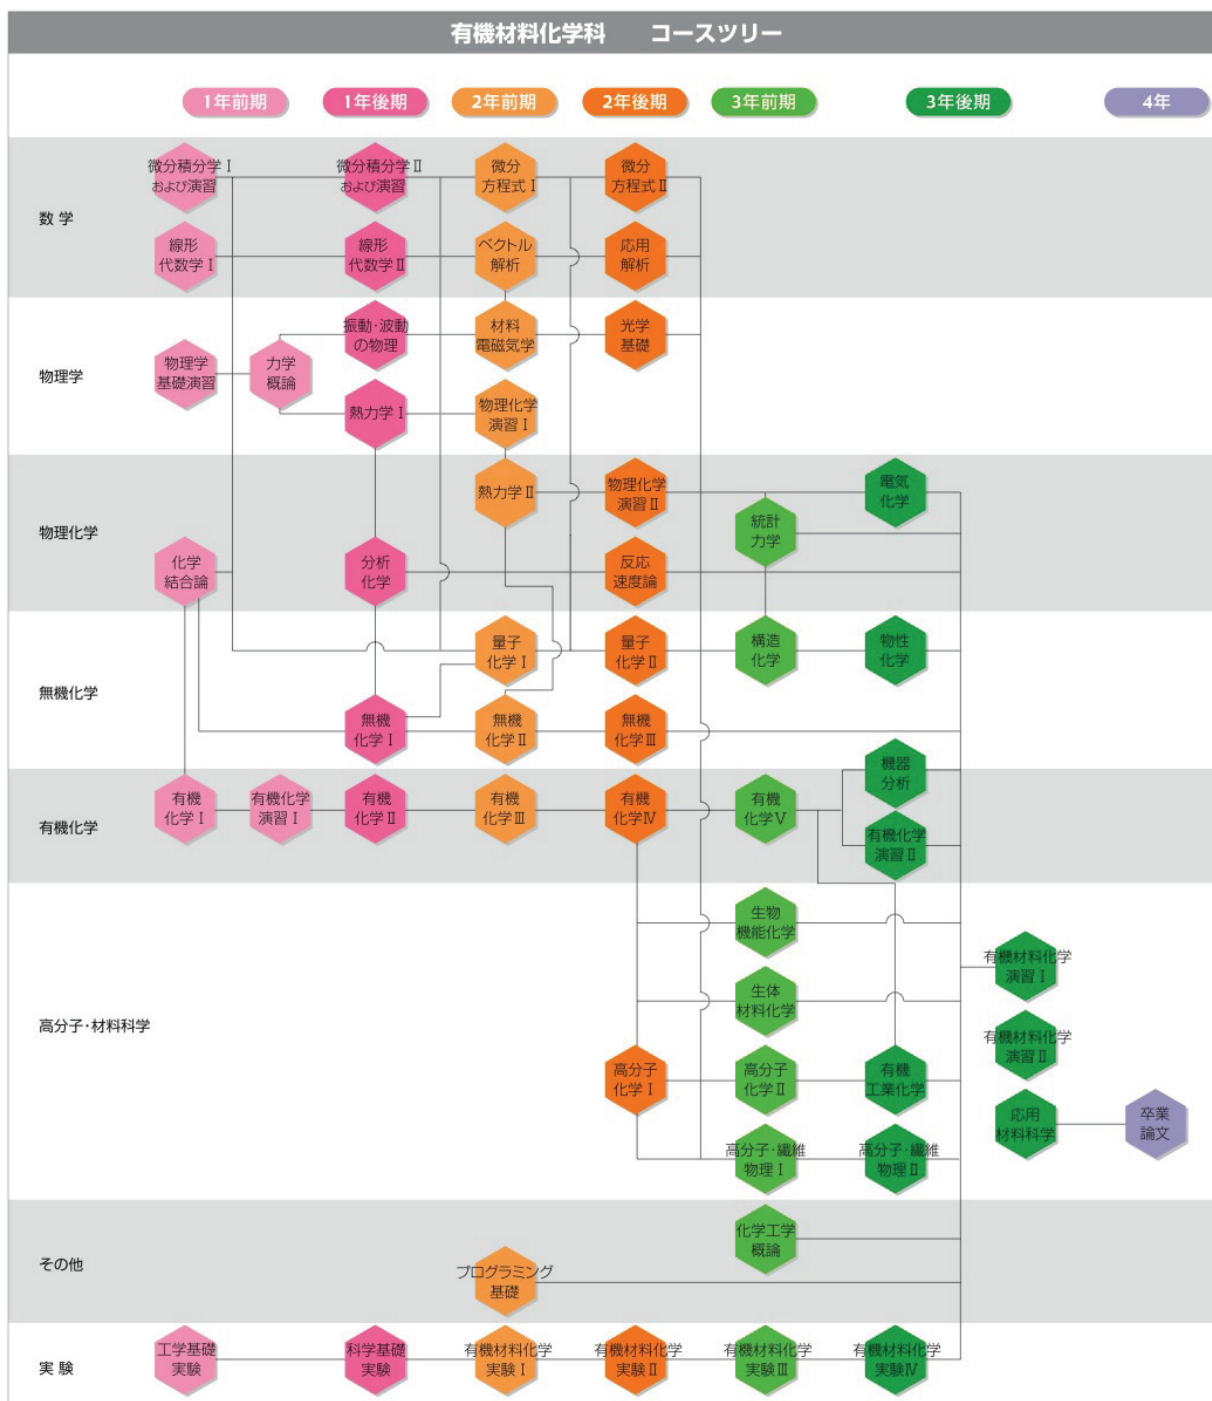 有機材料化学科　コースツリー
1年前期
1年後期
2年前期
2年後期
3年前期
3年後期
4年
数 学
微分積分学Ⅰ
および演習
微分積分学Ⅱ
および演習
微分
方程式Ⅰ
微分
方程式Ⅱ
線形
代数学Ⅰ
線形
代数学Ⅱ
ベクトル
解析
応用
解析
物理学
物理学
基礎演習
力学
概論
振動・波動
の物理
材料
電磁気学
光学
基礎
熱力学Ⅰ
物理化学
演習Ⅰ
物理化学
熱力学Ⅱ
物理化学
演習Ⅱ
統計
力学
電気
化学
化学
結合論
分析
化学
反応
速度論
無機化学
量子
化学Ⅰ
量子
化学Ⅱ
構造
化学
物性
化学
無機
化学Ⅰ
無機
化学Ⅱ
無機
化学Ⅲ
有機化学
有機
化学Ⅰ
有機化学
演習Ⅰ
有機
化学Ⅱ
有機
化学Ⅲ
有機
化学Ⅳ
有機
化学Ⅴ
機器
分析
有機化学
演習Ⅱ
高分子・材料科学
生物
機能化学
生体
材料化学
高分子
化学Ⅰ
高分子
化学Ⅱ
有機
工業化学
高分子・繊維
物理Ⅰ
高分子・繊維
物理Ⅱ
有機材料化学
演習Ⅰ
有機材料化学
演習Ⅱ
応用
材料科学
卒業
論文
その他
化学工学
概論
プログラミング
基礎
実 験
工学基礎
実験
科学基礎
実験
有機材料化学
実験Ⅰ
有機材料化学
実験Ⅱ
有機材料化学
実験Ⅲ
有機材料化学
実験Ⅳ